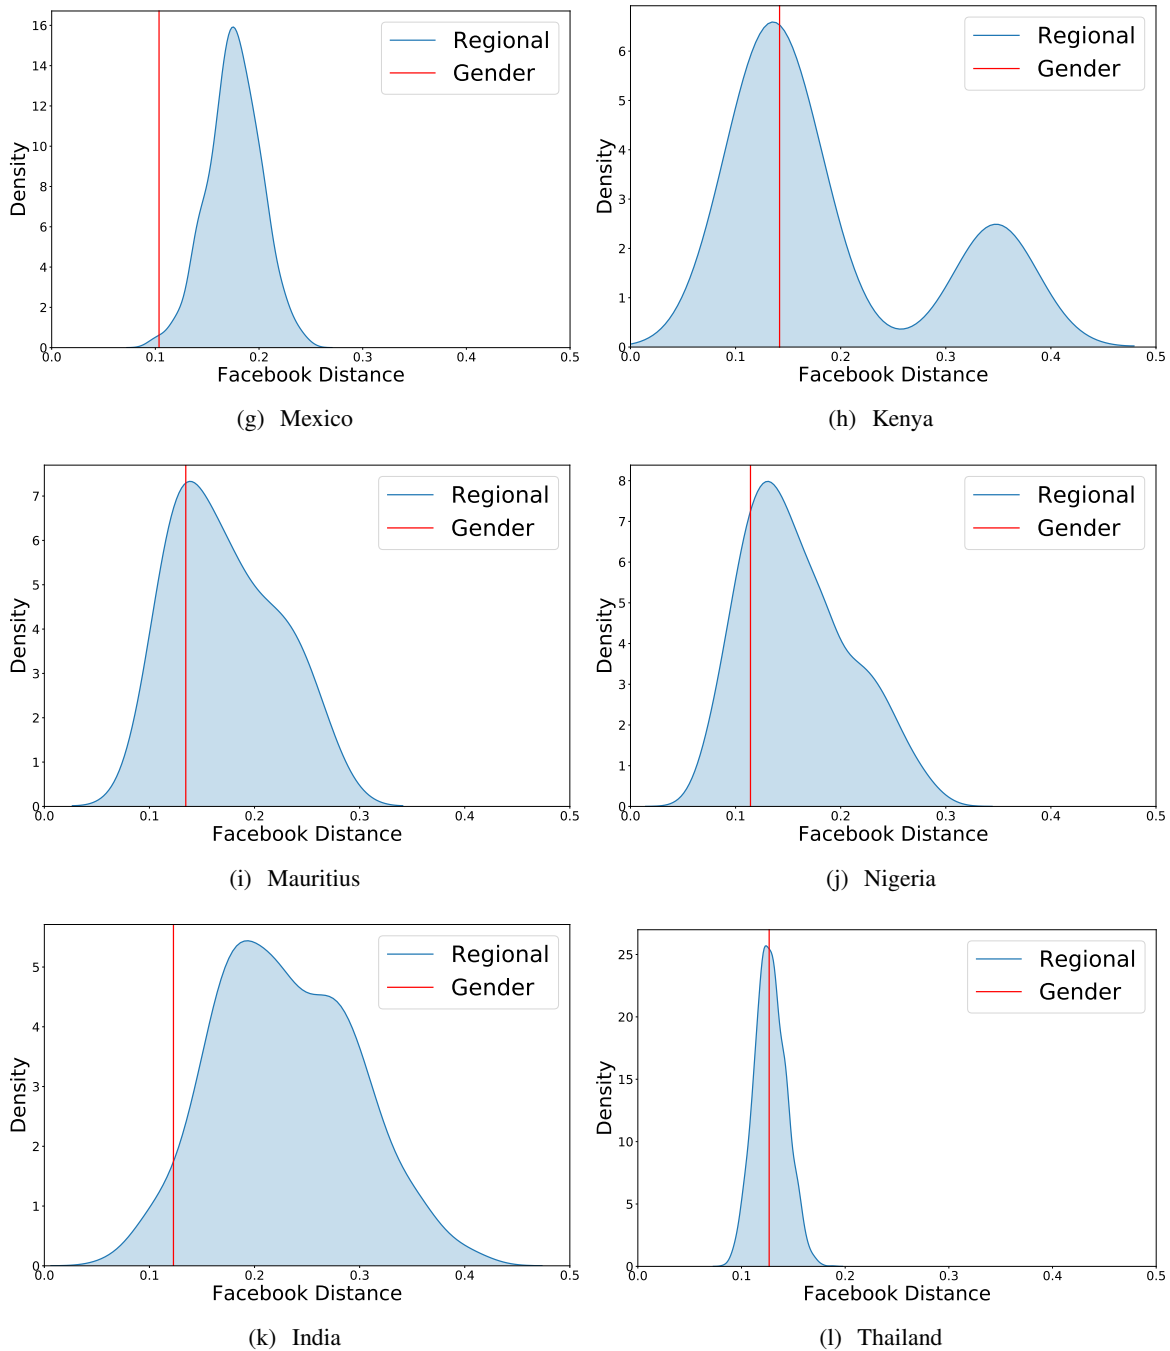 16
14
12
10
8
6
4
2
0
Density
0.0 0.1 0.2 0.3 0.4 0.5
Facebook Distance
Regional
Gender
(g) Mexico
6
5
4
3
2
1
0
Density
0.0 0.1 0.2 0.3 0.4 0.5
Facebook Distance
Regional
Gender
(h) Kenya
7
6
5
4
3
2
1
0
Density
0.0 0.1 0.2 0.3 0.4 0.5
Facebook Distance
Regional
Gender
(i) Mauritius
8
7
6
5
4
3
2
1
0
Density
0.0 0.1 0.2 0.3 0.4 0.5
Facebook Distance
Regional
Gender
(j) Nigeria
5
4
3
2
1
0
Density
0.0 0.1 0.2 0.3 0.4 0.5
Facebook Distance
Regional
Gender
(k) India
25
20
15
10
5
0
Density
0.0 0.1 0.2 0.3 0.4 0.5
Facebook Distance
Regional
Gender
(l) Thailand